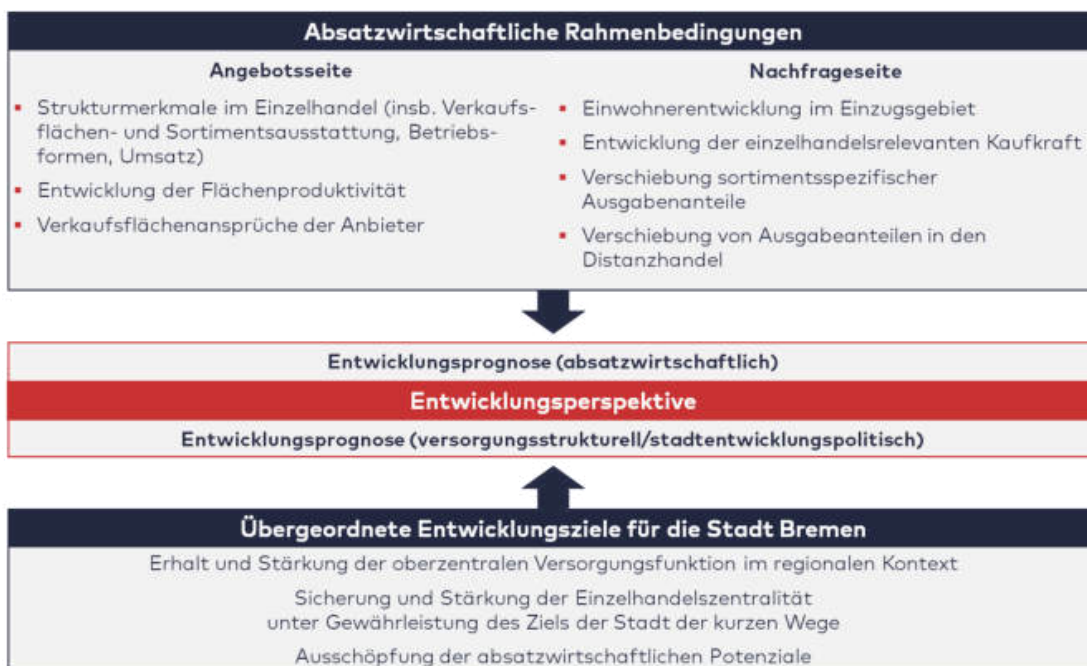 Absatzwirtschaftliche Rahmenbedingungen
Angebotsseite
Strukturmerkmale im Einzelhandel (insb. Verkaufs-
flächen- und Sortimentsausstattung, Betriebs-
formen, Umsatz)
Entwicklung der Flächenproduktivität
Verkaufsflächenansprüche der Anbieter
Nachfrageseite
Einwohnerentwicklung im Einzugsgebiet
Entwicklung der einzelhandelsrelevanten Kaufkraft
Verschiebung sortimentsspezifischer
Ausgabenanteile
Verschiebung von Ausgabeanteilen in den
Distanzhandel
Entwicklungsprognose (absatzwirtschaftlich)
Entwicklungsperspektive
Entwicklungsprognose (versorgungsstrukturell/stadtentwicklungspolitisch)
Übergeordnete Entwicklungsziele für die Stadt Bremen
Erhalt und Stärkung der oberzentralen Versorgungsfunktion im regionalen Kontext
Sicherung und Stärkung der Einzelhandelszentralität
unter Gewährleistung des Ziels der Stadt der kurzen Wege
Ausschöpfung der absatzwirtschaftlichen Potenziale